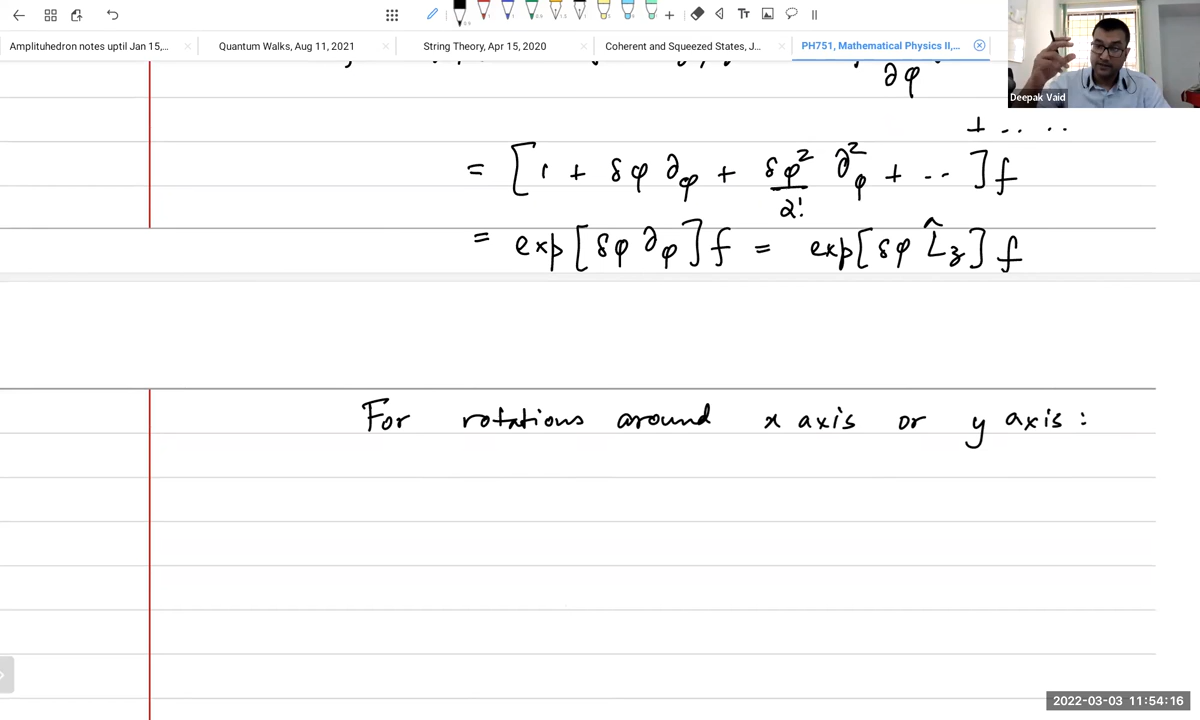 Tт
Amplituhedron notes uptil Jan 15,...
Quantum Walks, Aug 11, 2021
String Theory, Apr 15, 2020
Coherent and Squeezed States, J...
PH751, Mathematical Physics II,...
Deepak Vaid
∂φ
+ .. ..
= [1 + δφ ∂φ + δφ²/2! ∂²φ + .. ]f
= exp[δφ ∂φ]f = exp[δφ L̂z]f
For rotations around x axis or y axis :
2022-03-03 11:54:16